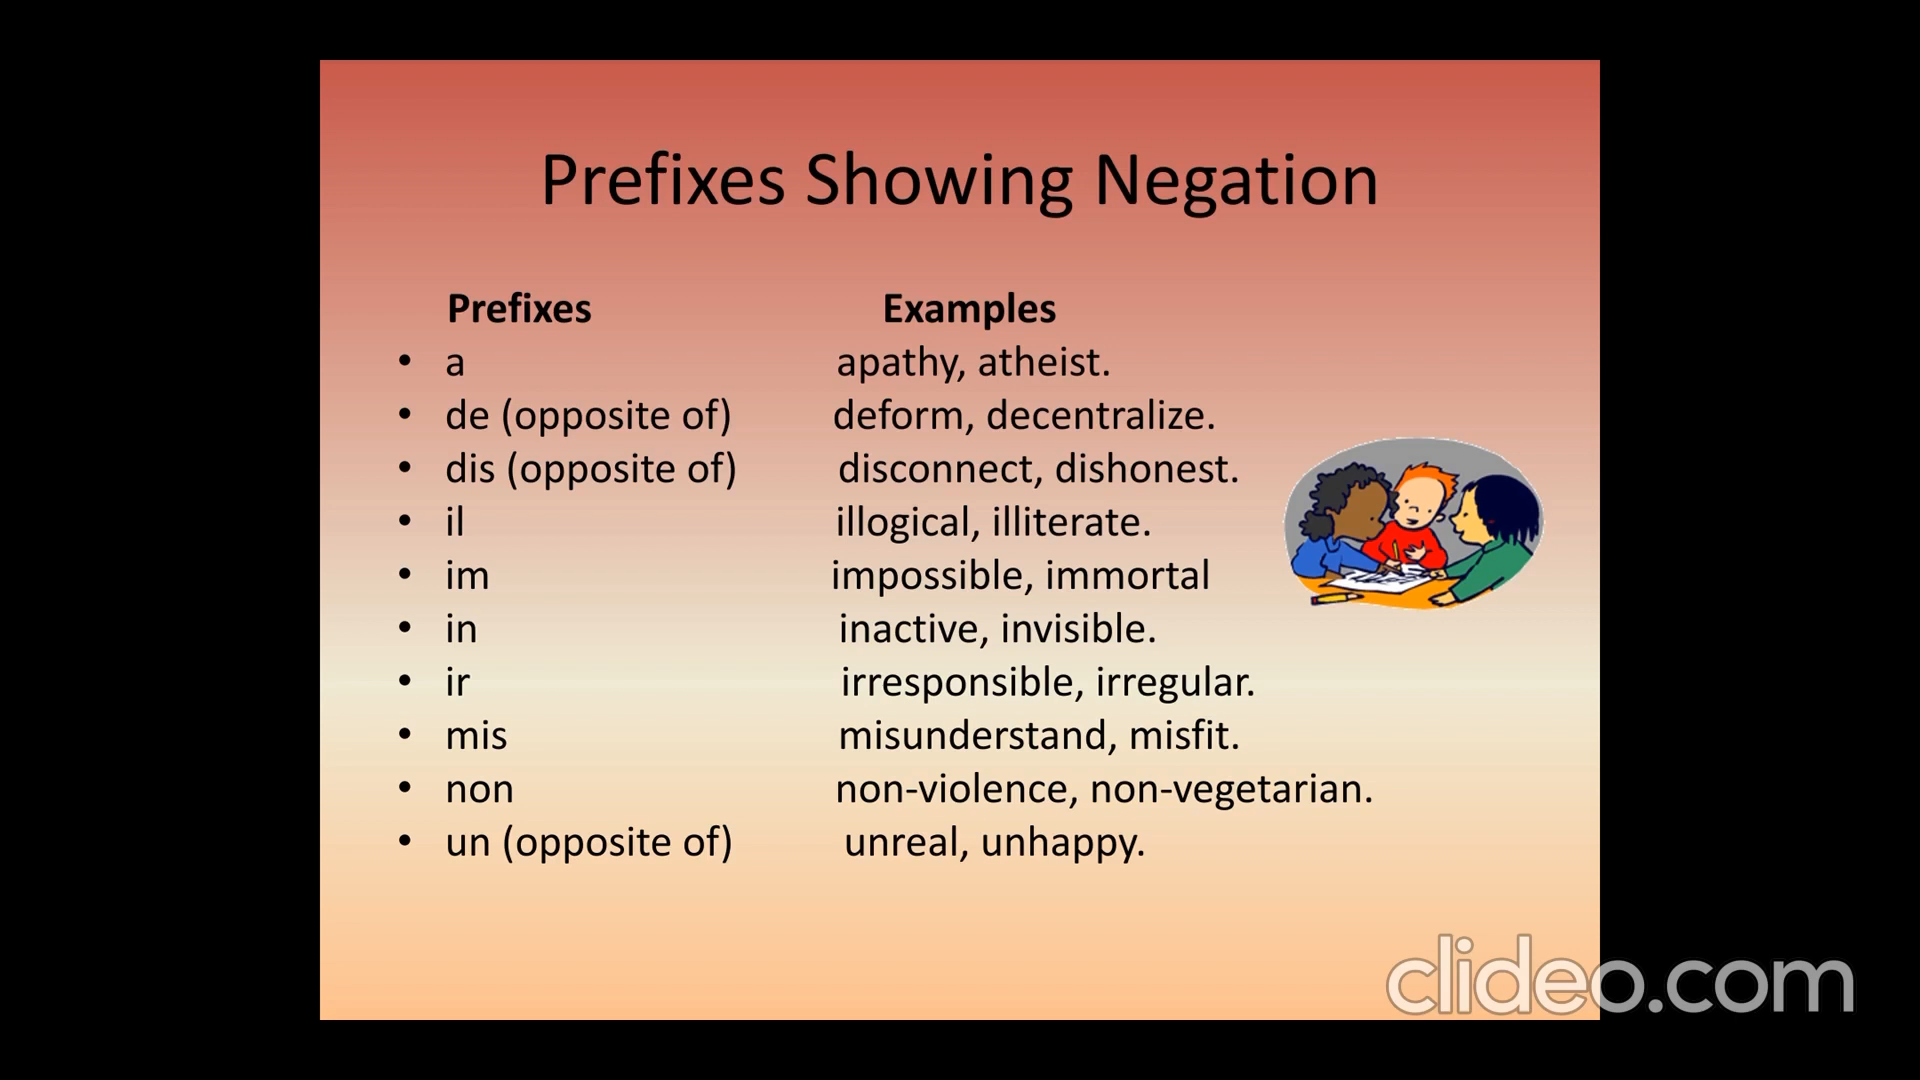 Prefixes Showing Negation
Prefixes Examples
• a apathy, atheist.
• de (opposite of) deform, decentralize.
• dis (opposite of) disconnect, dishonest.
• il illogical, illiterate.
• im impossible, immortal
• in inactive, invisible.
• ir irresponsible, irregular.
• mis misunderstand, misfit.
• non non-violence, non-vegetarian.
• un (opposite of) unreal, unhappy.
clideo.com